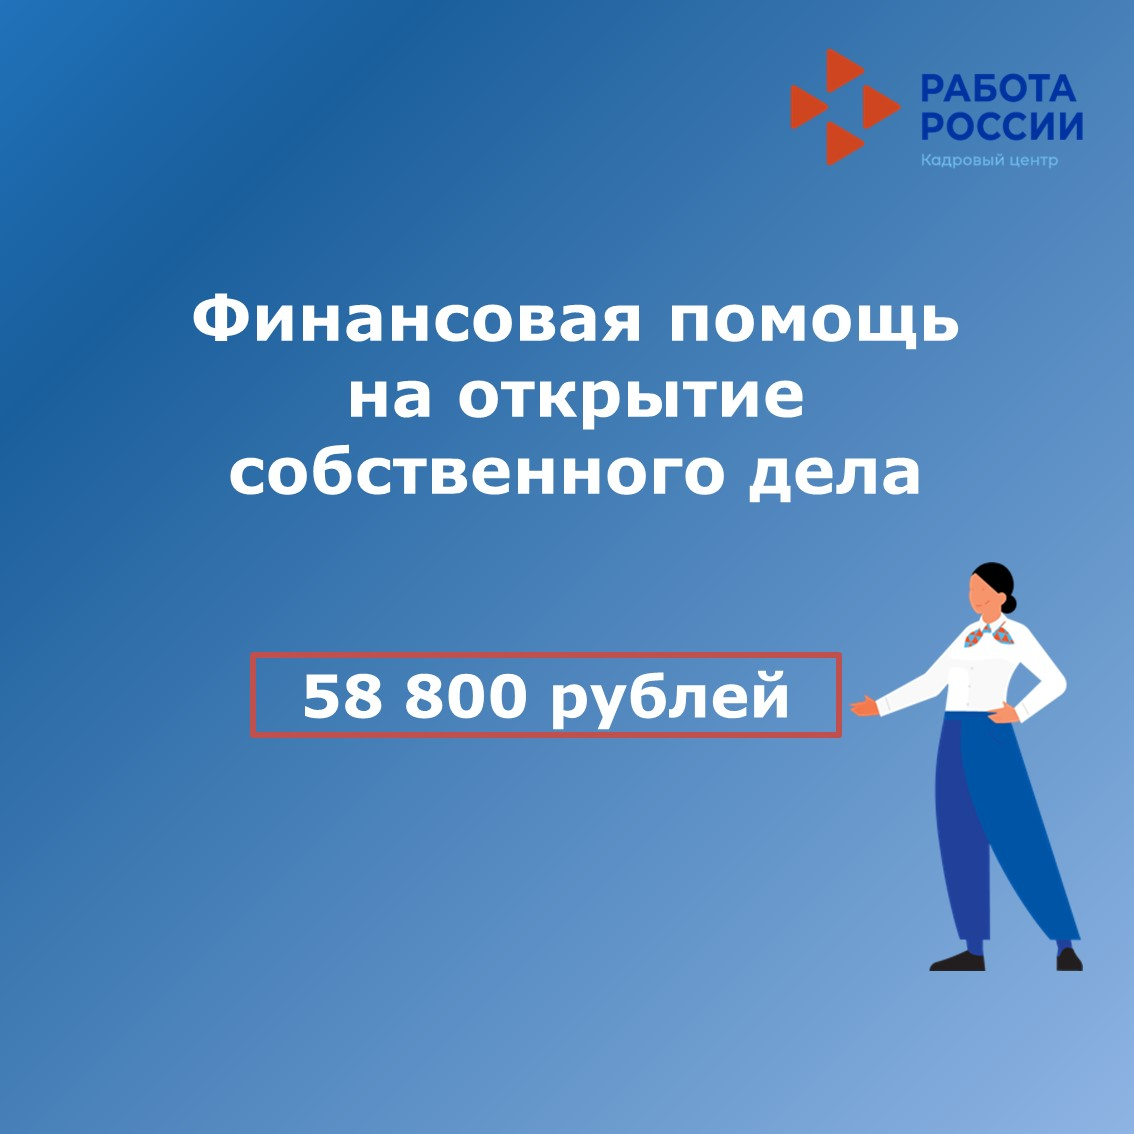 РАБОТА
РОССИИ
Кадровый центр
Финансовая помощь
на открытие
собственного дела
58 800 рублей